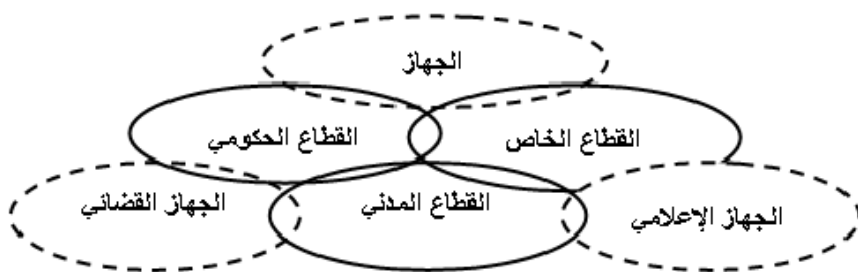 الجهاز
القطاع الخاص
القطاع الحكومي
الجهاز القضائي
القطاع المدني
الجهاز الإعلامي